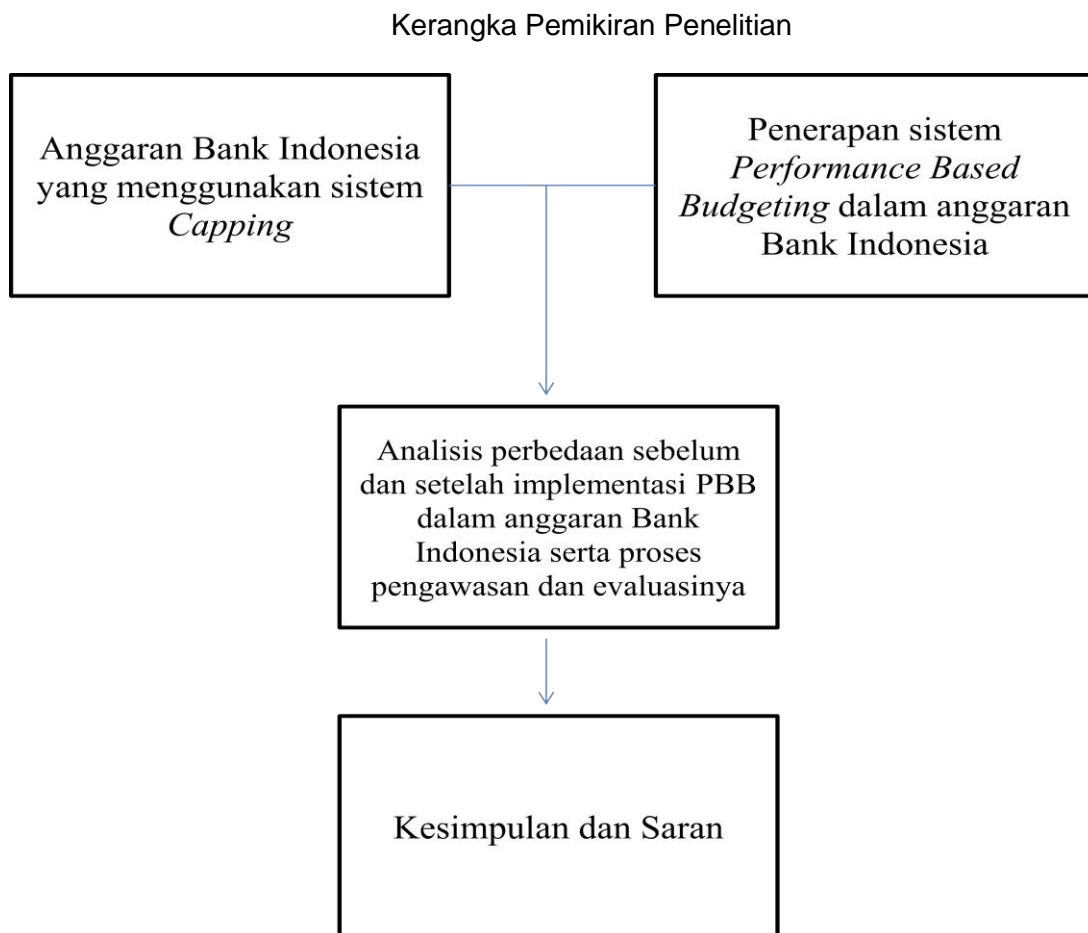 Kerangka Pemikiran Penelitian
Anggaran Bank Indonesia
yang menggunakan sistem
Capping
Penerapan sistem
Performance Based
Budgeting dalam anggaran
Bank Indonesia
Analisis perbedaan sebelum
dan setelah implementasi PBB
dalam anggaran Bank
Indonesia serta proses
pengawasan dan evaluasinya
Kesimpulan dan Saran